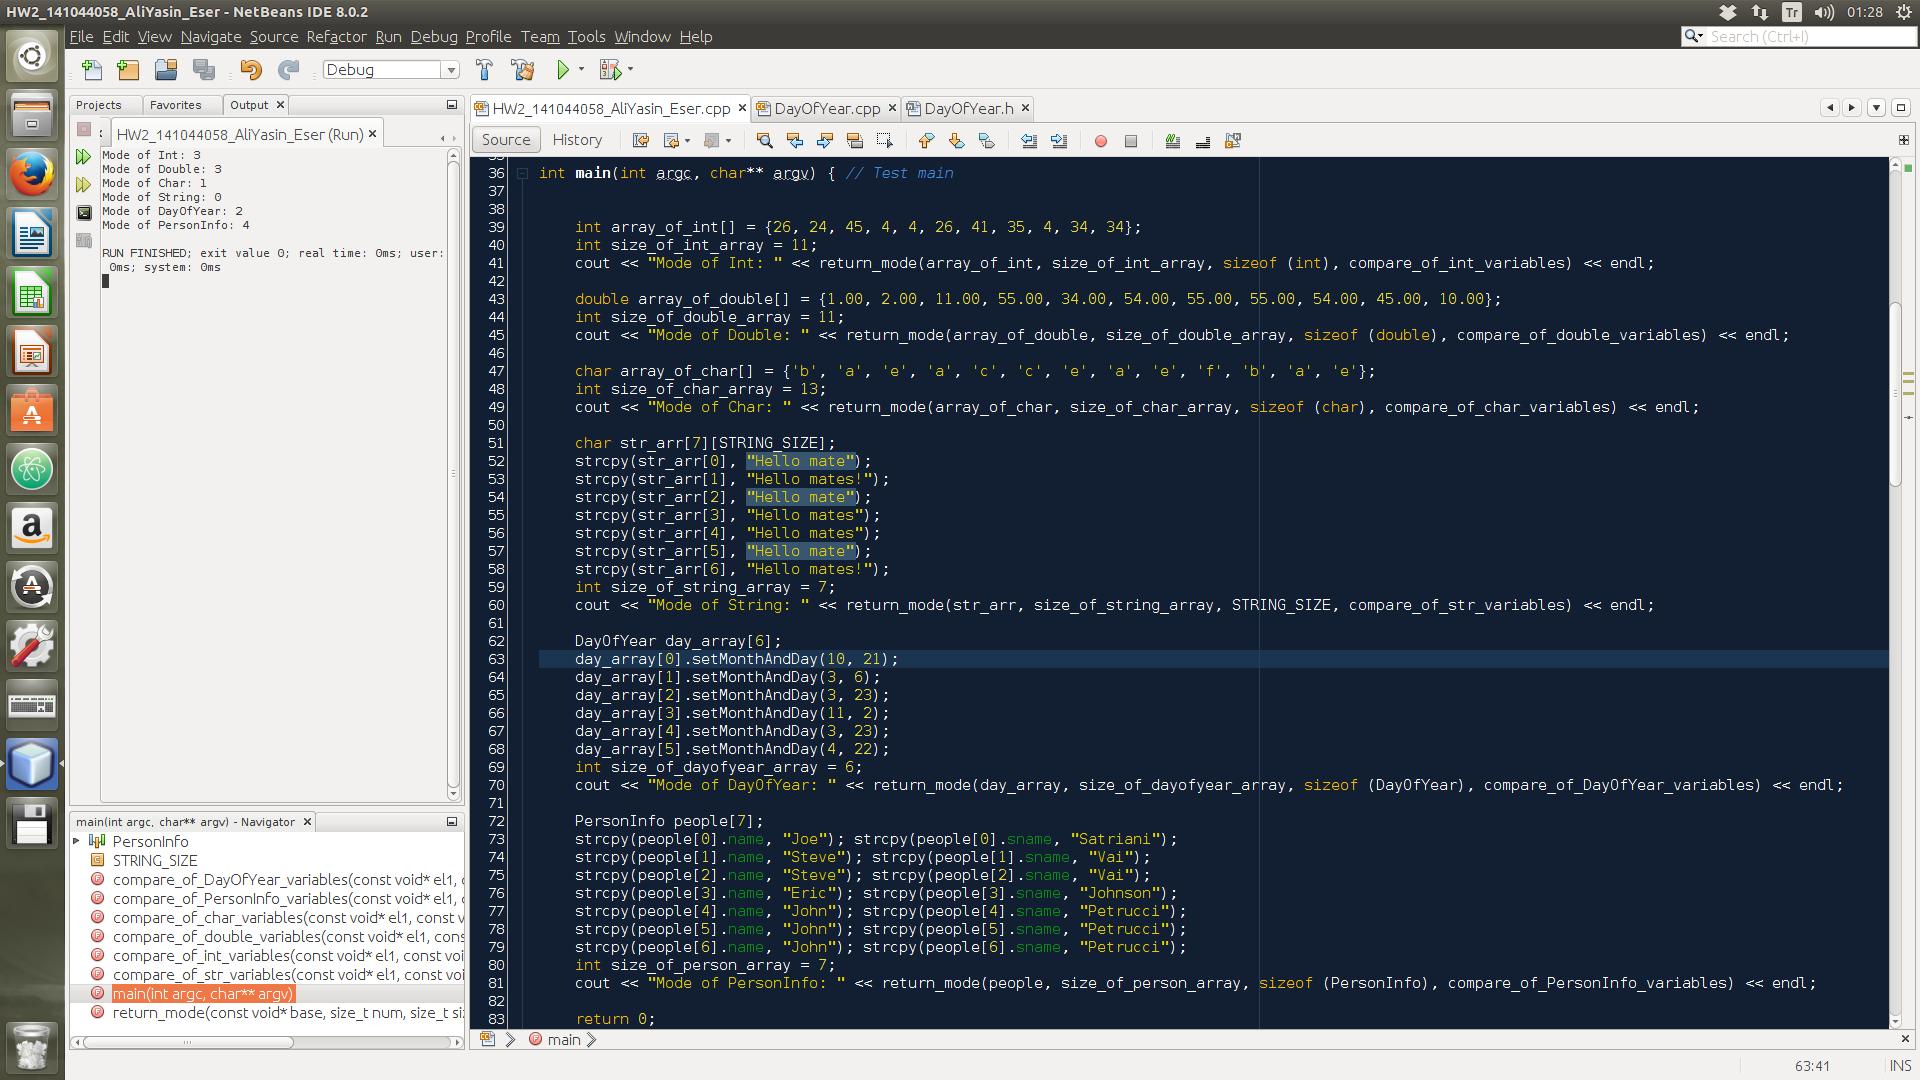 HW2_141044058_AliYasin_Eser - NetBeans IDE 8.0.2
Tr 01:28
File Edit View Navigate Source Refactor Run Debug Profile Team Tools Window Help
Search (Ctrl+I)
Debug
Projects Favorites Output
HW2_141044058_AliYasin_Eser (Run)
Mode of Int: 3
Mode of Double: 3
Mode of Char: 1
Mode of String: 0
Mode of DayOfYear: 2
Mode of PersonInfo: 4
RUN FINISHED; exit value 0; real time: 0ms; user:
0ms; system: 0ms
main(int argc, char** argv) - Navigator
PersonInfo
STRING_SIZE
compare_of_DayOfYear_variables(const void* el1, c
compare_of_PersonInfo_variables(const void* el1, c
compare_of_char_variables(const void* el1, const v
compare_of_double_variables(const void* el1, cons
compare_of_int_variables(const void* el1, const voi
compare_of_str_variables(const void* el1, const voi
main(int argc, char** argv)
return_mode(const void* base, size_t num, size_t si
HW2_141044058_AliYasin_Eser.cpp DayOfYear.cpp DayOfYear.h
Source History
35
36 int main(int argc, char** argv) { // Test main
37
38
39 int array_of_int[] = {26, 24, 45, 4, 4, 26, 41, 35, 4, 34, 34};
40 int size_of_int_array = 11;
41 cout << "Mode of Int: " << return_mode(array_of_int, size_of_int_array, sizeof (int), compare_of_int_variables) << endl;
42
43 double array_of_double[] = {1.00, 2.00, 11.00, 55.00, 34.00, 54.00, 55.00, 55.00, 54.00, 45.00, 10.00};
44 int size_of_double_array = 11;
45 cout << "Mode of Double: " << return_mode(array_of_double, size_of_double_array, sizeof (double), compare_of_double_variables) << endl;
46
47 char array_of_char[] = {'b', 'a', 'e', 'a', 'c', 'c', 'e', 'a', 'e', 'f', 'b', 'a', 'e'};
48 int size_of_char_array = 13;
49 cout << "Mode of Char: " << return_mode(array_of_char, size_of_char_array, sizeof (char), compare_of_char_variables) << endl;
50
51 char str_arr[7][STRING_SIZE];
52 strcpy(str_arr[0], "Hello mate");
53 strcpy(str_arr[1], "Hello mates!");
54 strcpy(str_arr[2], "Hello mate");
55 strcpy(str_arr[3], "Hello mates");
56 strcpy(str_arr[4], "Hello mates");
57 strcpy(str_arr[5], "Hello mate");
58 strcpy(str_arr[6], "Hello mates!");
59 int size_of_string_array = 7;
60 cout << "Mode of String: " << return_mode(str_arr, size_of_string_array, STRING_SIZE, compare_of_str_variables) << endl;
61
62 DayOfYear day_array[6];
63 day_array[0].setMonthAndDay(10, 21);
64 day_array[1].setMonthAndDay(3, 6);
65 day_array[2].setMonthAndDay(3, 23);
66 day_array[3].setMonthAndDay(11, 2);
67 day_array[4].setMonthAndDay(3, 23);
68 day_array[5].setMonthAndDay(4, 22);
69 int size_of_dayofyear_array = 6;
70 cout << "Mode of DayOfYear: " << return_mode(day_array, size_of_dayofyear_array, sizeof (DayOfYear), compare_of_DayOfYear_variables) << endl;
71
72 PersonInfo people[7];
73 strcpy(people[0].name, "Joe"); strcpy(people[0].sname, "Satriani");
74 strcpy(people[1].name, "Steve"); strcpy(people[1].sname, "Vai");
75 strcpy(people[2].name, "Steve"); strcpy(people[2].sname, "Vai");
76 strcpy(people[3].name, "Eric"); strcpy(people[3].sname, "Johnson");
77 strcpy(people[4].name, "John"); strcpy(people[4].sname, "Petrucci");
78 strcpy(people[5].name, "John"); strcpy(people[5].sname, "Petrucci");
79 strcpy(people[6].name, "John"); strcpy(people[6].sname, "Petrucci");
80 int size_of_person_array = 7;
81 cout << "Mode of PersonInfo: " << return_mode(people, size_of_person_array, sizeof (PersonInfo), compare_of_PersonInfo_variables) << endl;
82
83 return 0;
main
63:41 INS